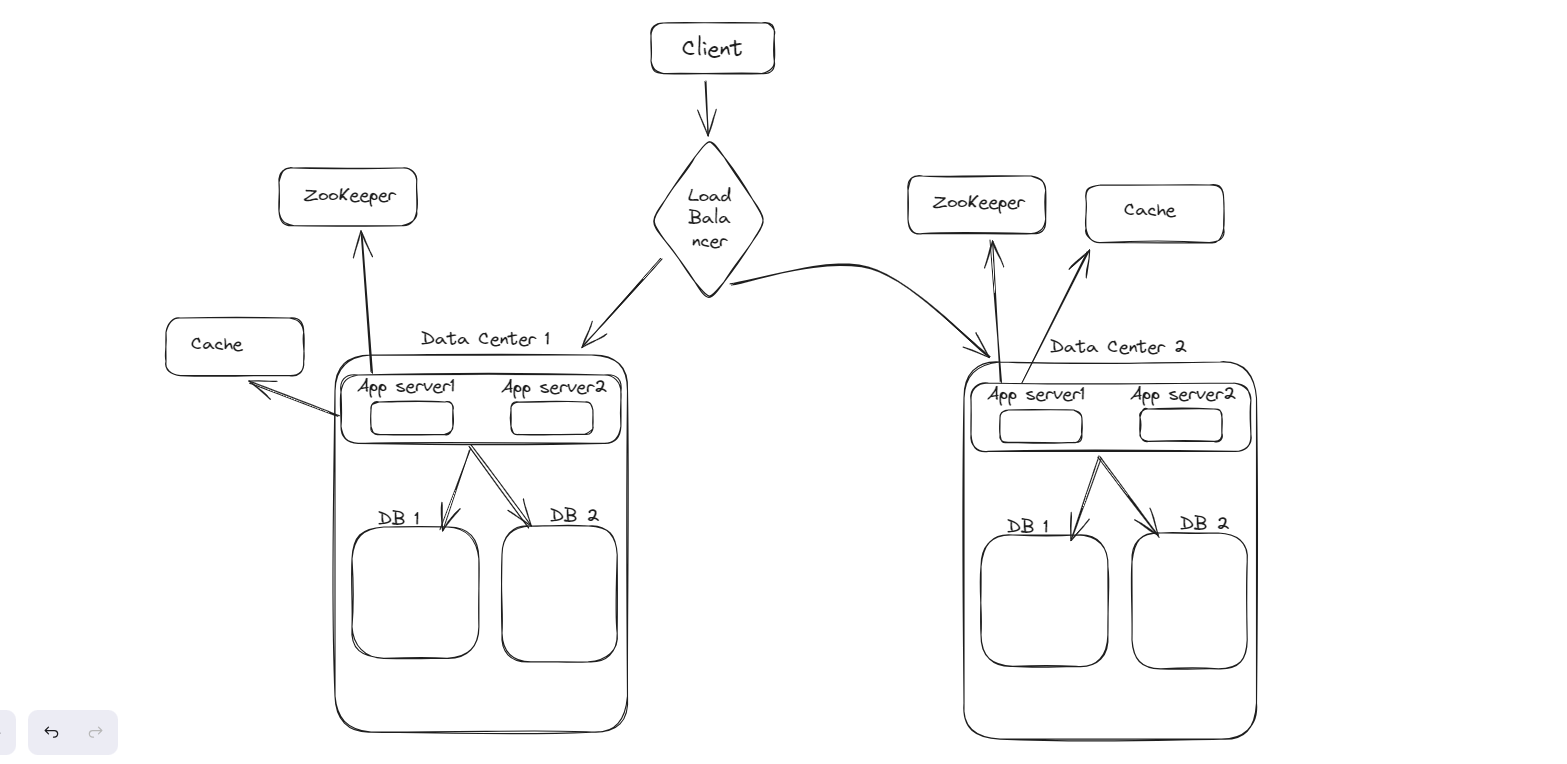 Client
Load
Bala
ncer
ZooKeeper
ZooKeeper
Cache
Cache
Data Center 1
App server1
App server2
DB 1
DB 2
Data Center 2
App server1
App server2
DB 1
DB 2